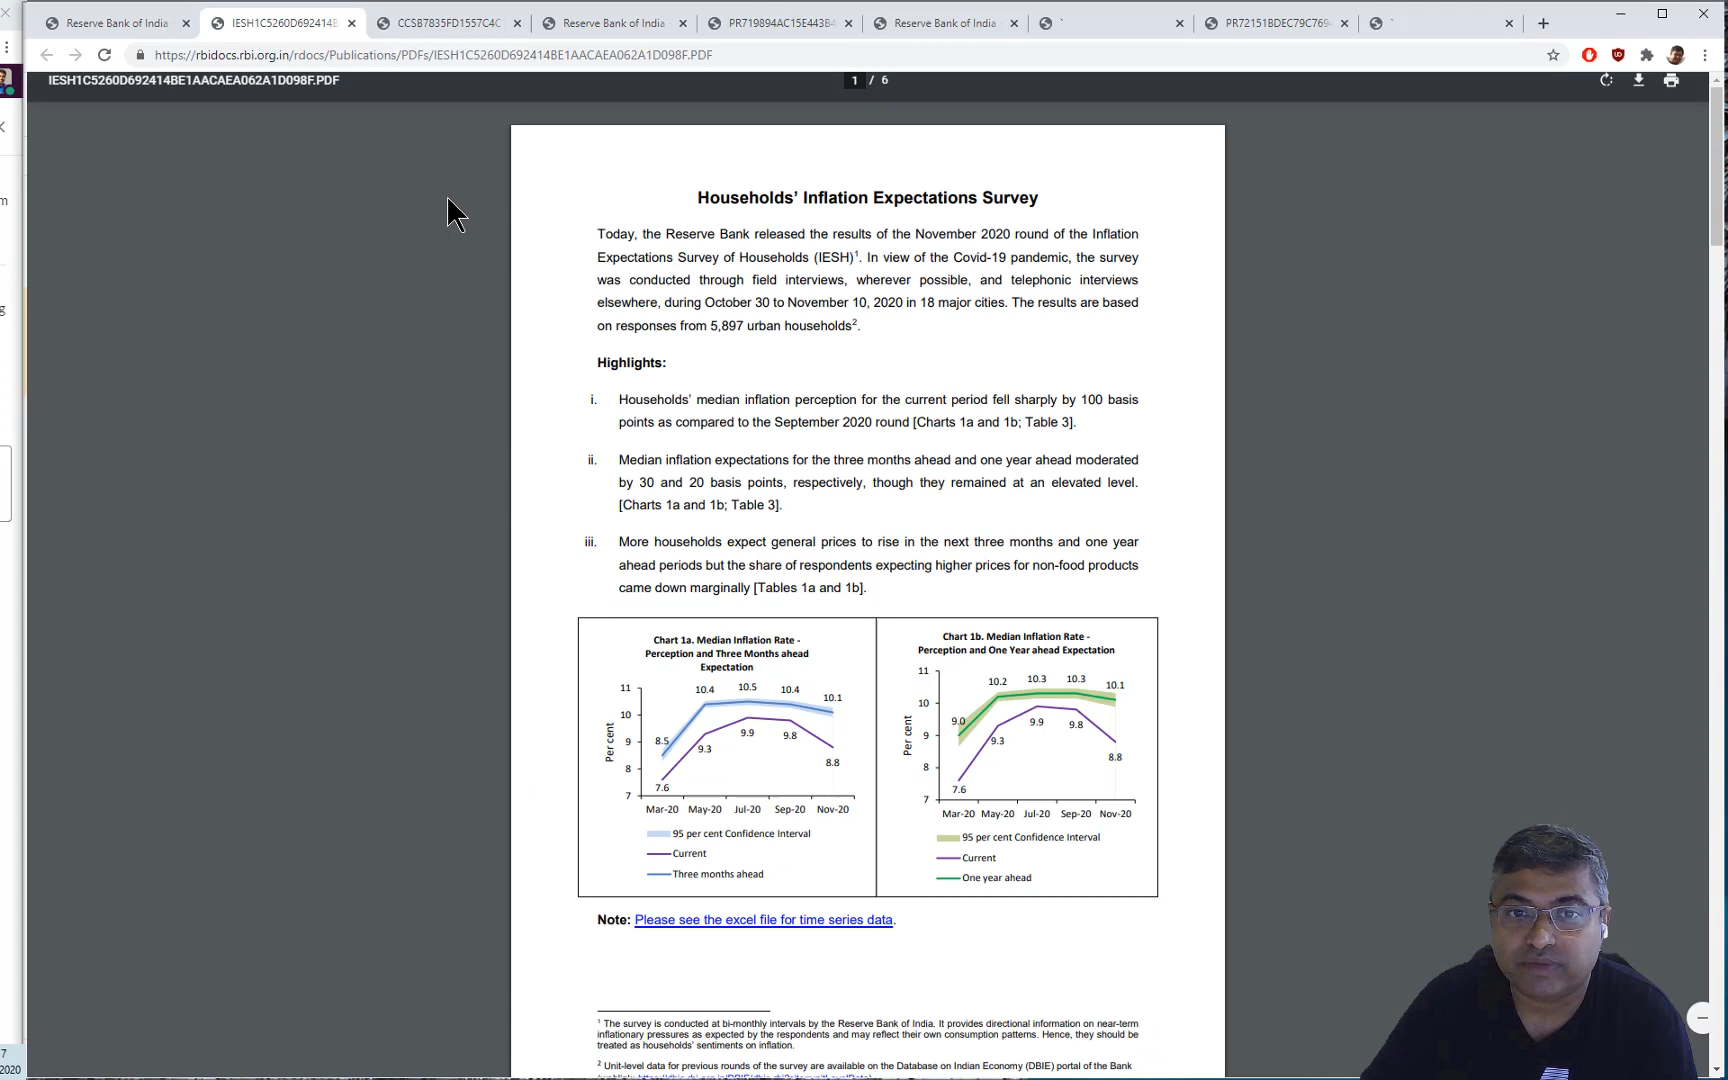 Reserve Bank of India
IESH1C5260D692414B
CCSB7835FD1557C4C
Reserve Bank of India -
PR719894AC15E443B4
Reserve Bank of India
PR72151BDEC79C769
https://rbidocs.rbi.org.in/rdocs/Publications/PDFs/IESH1C5260D692414BE1AACAEA062A1D098F.PDF
IESH1C5260D692414BE1AACAEA062A1D098F.PDF
1 / 6
Households’ Inflation Expectations Survey
Today, the Reserve Bank released the results of the November 2020 round of the Inflation
Expectations Survey of Households (IESH)1. In view of the Covid-19 pandemic, the survey
was conducted through field interviews, wherever possible, and telephonic interviews
elsewhere, during October 30 to November 10, 2020 in 18 major cities. The results are based
on responses from 5,897 urban households2.
Highlights:
i. Households’ median inflation perception for the current period fell sharply by 100 basis
points as compared to the September 2020 round [Charts 1a and 1b; Table 3].
ii. Median inflation expectations for the three months ahead and one year ahead moderated
by 30 and 20 basis points, respectively, though they remained at an elevated level.
[Charts 1a and 1b; Table 3].
iii. More households expect general prices to rise in the next three months and one year
ahead periods but the share of respondents expecting higher prices for non-food products
came down marginally [Tables 1a and 1b].
Chart 1a. Median Inflation Rate -
Perception and Three Months ahead
Expectation
11
10
9
8
7
Per cent
8.5
10.4
10.5
10.4
10.1
7.6
9.3
9.9
9.8
8.8
Mar-20 May-20 Jul-20 Sep-20 Nov-20
95 per cent Confidence Interval
Current
Three months ahead
Chart 1b. Median Inflation Rate -
Perception and One Year ahead Expectation
11
10
9
8
7
Per cent
9.0
10.2
10.3
10.3
10.1
7.6
9.3
9.9
9.8
8.8
Mar-20 May-20 Jul-20 Sep-20 Nov-20
95 per cent Confidence Interval
Current
One year ahead
Note: Please see the excel file for time series data.
1 The survey is conducted at bi-monthly intervals by the Reserve Bank of India. It provides directional information on near-term
inflationary pressures as expected by the respondents and may reflect their own consumption patterns. Hence, they should be
treated as households’ sentiments on inflation.
2 Unit-level data for previous rounds of the survey are available on the Database on Indian Economy (DBIE) portal of the Bank
7
2020